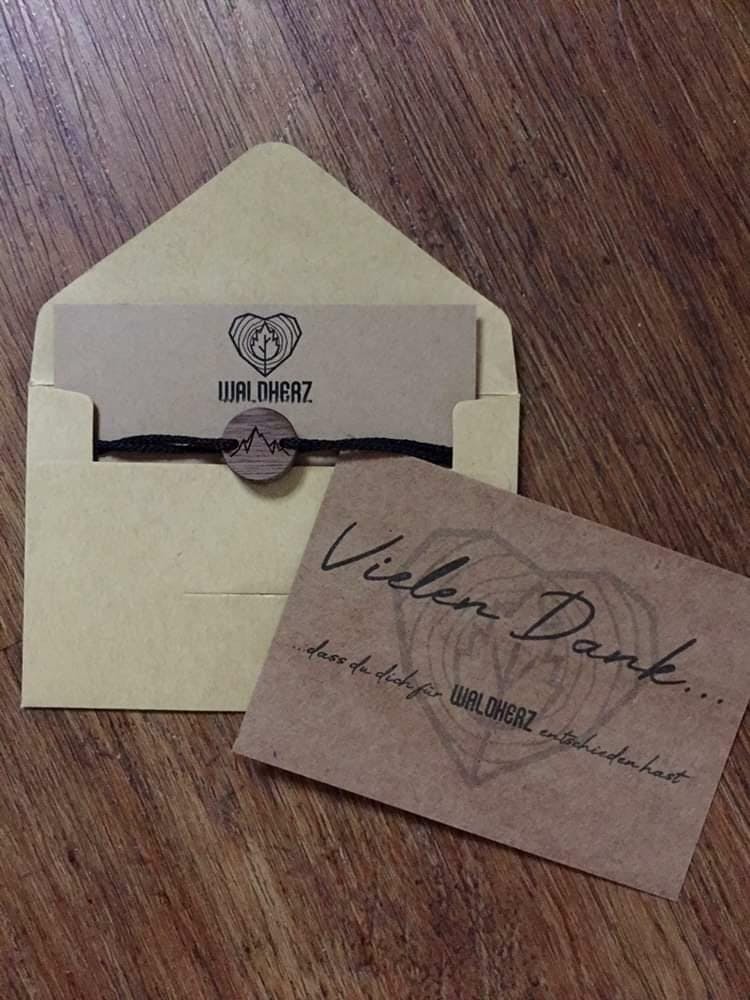 WALDHERZ
Vielen Dank...
...dass du dich für WALDHERZ entschieden hast